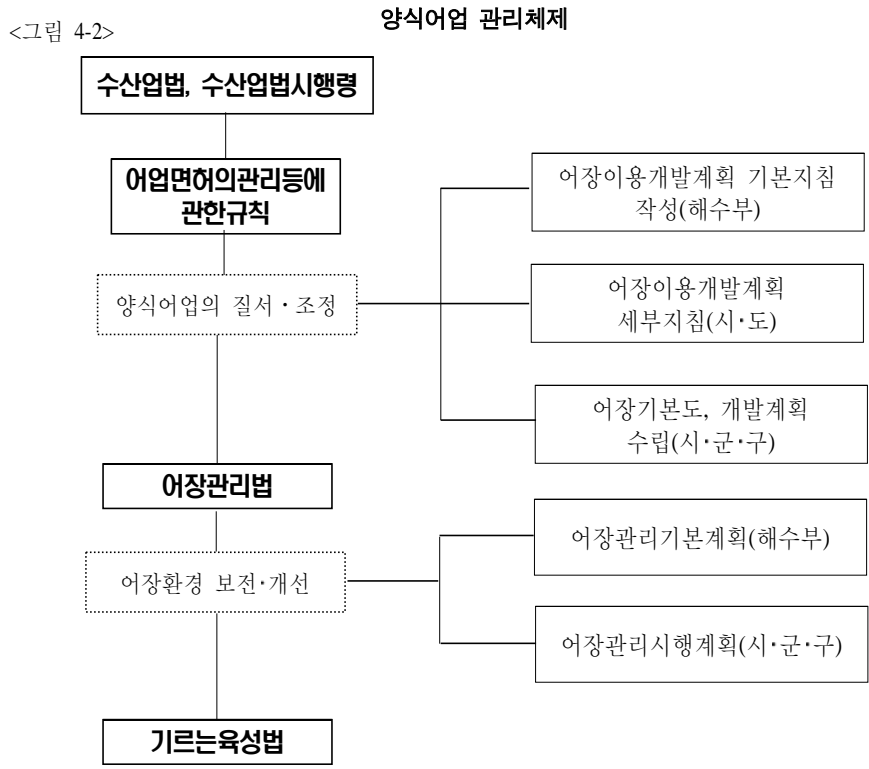 <그림 4-2>
양식어업 관리체제
수산업법, 수산업법시행령
어업면허의관리등에
관한규칙
양식어업의 질서·조정
어장이용개발계획 기본지침
작성(해수부)
어장이용개발계획
세부지침(시·도)
어장기본도, 개발계획
수립(시·군·구)
어장관리법
어장환경 보전·개선
어장관리기본계획(해수부)
어장관리시행계획(시·군·구)
기르는육성법